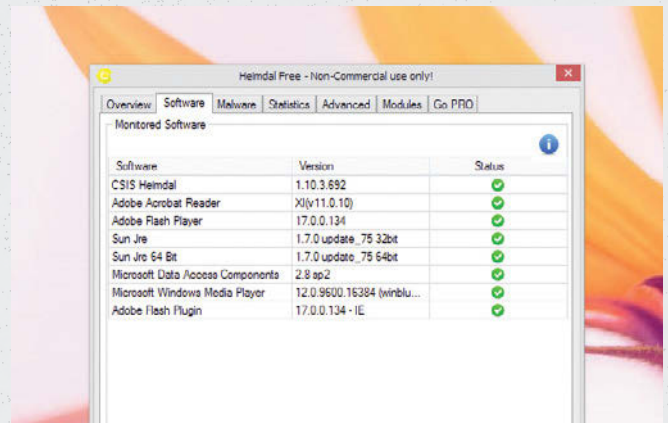 Heimdal Free - Non-Commercial use only!
Overview Software Malware Statistics Advanced Modules Go PRO
Monitored Software
Software Version Status
CSIS Heimdal 1.10.3.692
Adobe Acrobat Reader XI(v11.0.10)
Adobe Flash Player 17.0.0.134
Sun Jre 1.7.0 update_75 32bit
Sun Jre 64 Bit 1.7.0 update_75 64bit
Microsoft Data Access Components 2.8 sp2
Microsoft Windows Media Player 12.0.9600.16384 (winblu...
Adobe Flash Plugin 17.0.0.134 - IE